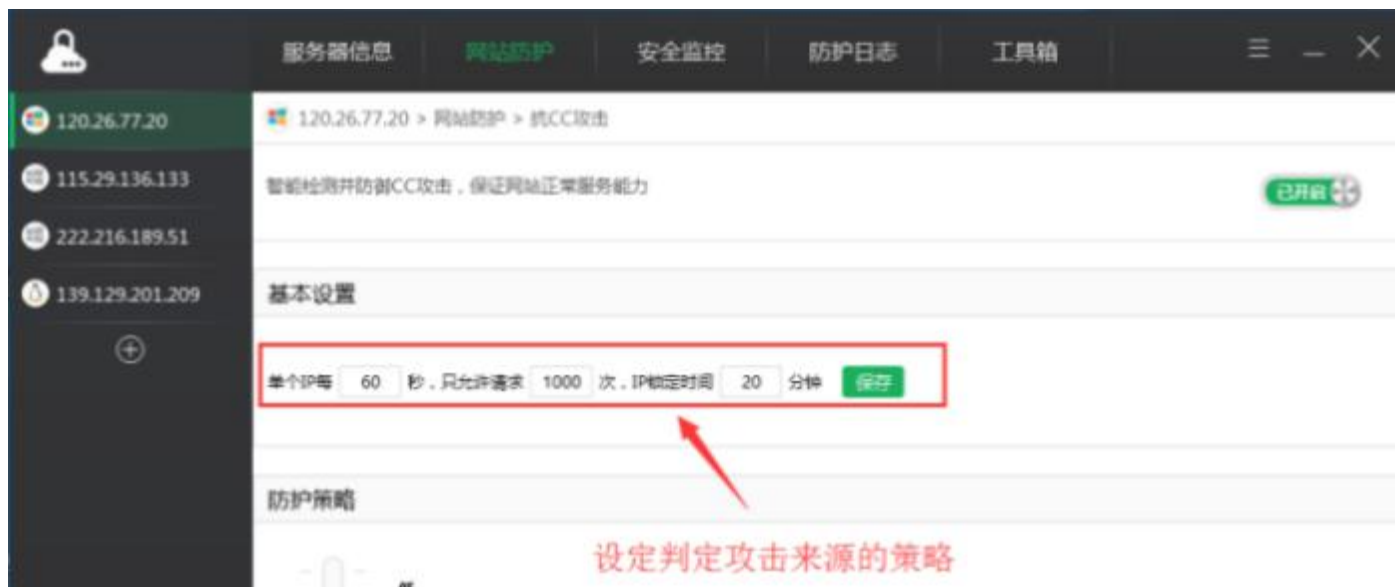 服务器信息 网站防护 安全监控 防护日志 工具箱
120.26.77.20
115.29.136.133
222.216.189.51
139.129.201.209
120.26.77.20 > 网站防护 > 抗CC攻击
智能检测并防御CC攻击，保证网站正常服务能力
已开启
基本设置
单个IP每 60 秒，只允许请求 1000 次，IP锁定时间 20 分钟 保存
防护策略
设定判定攻击来源的策略